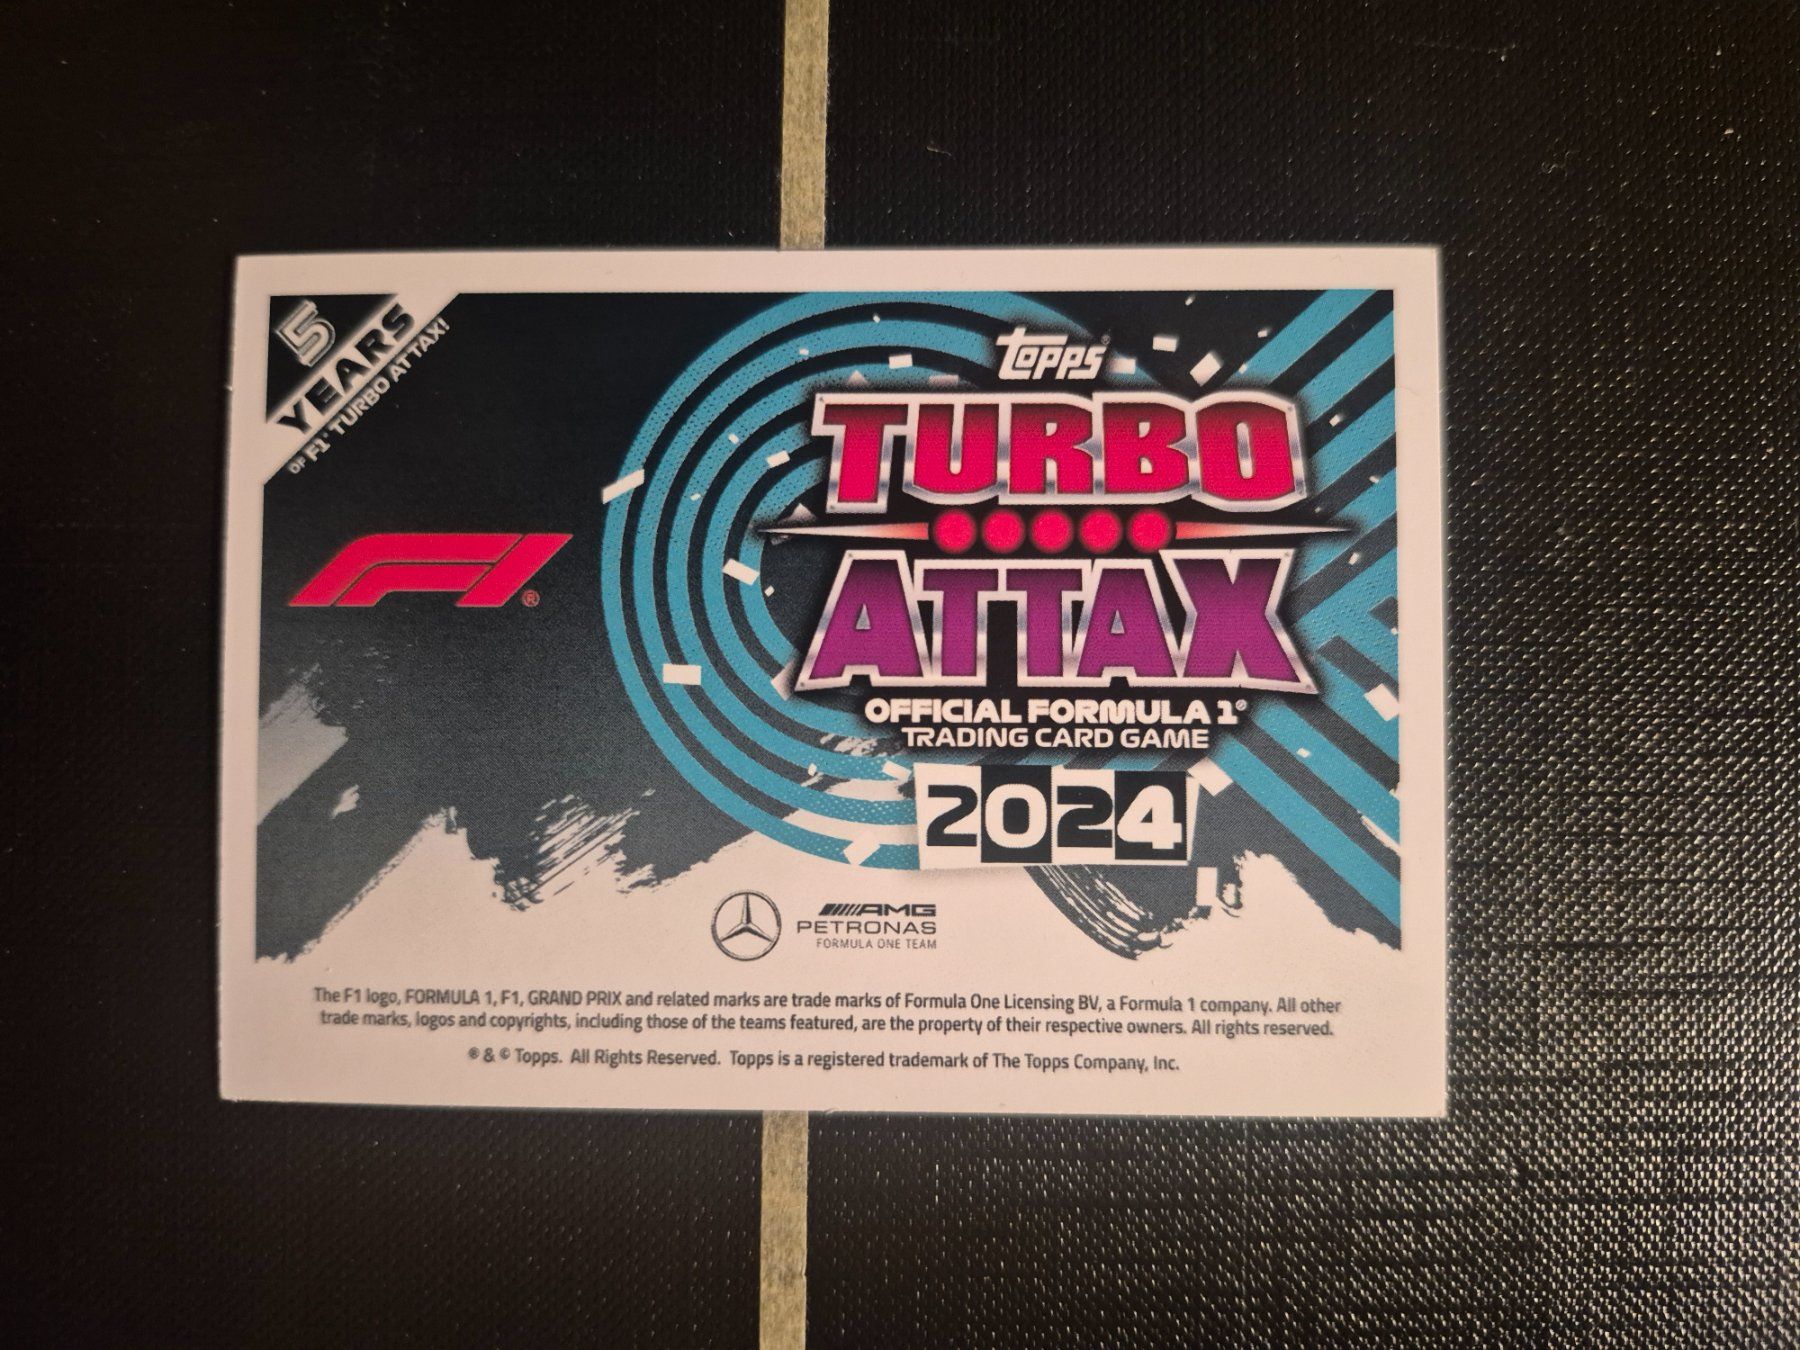 5
YEARS
OF F1® TURBO ATTAX!
Topps®
TURBO
ATTAX
OFFICIAL FORMULA 1®
TRADING CARD GAME
2024
F1®
AMG
PETRONAS
FORMULA ONE TEAM
The F1 logo, FORMULA 1, F1, GRAND PRIX and related marks are trade marks of Formula One Licensing BV, a Formula 1 company. All other
trade marks, logos and copyrights, including those of the teams featured, are the property of their respective owners. All rights reserved.
® & © Topps. All Rights Reserved. Topps is a registered trademark of The Topps Company, Inc.